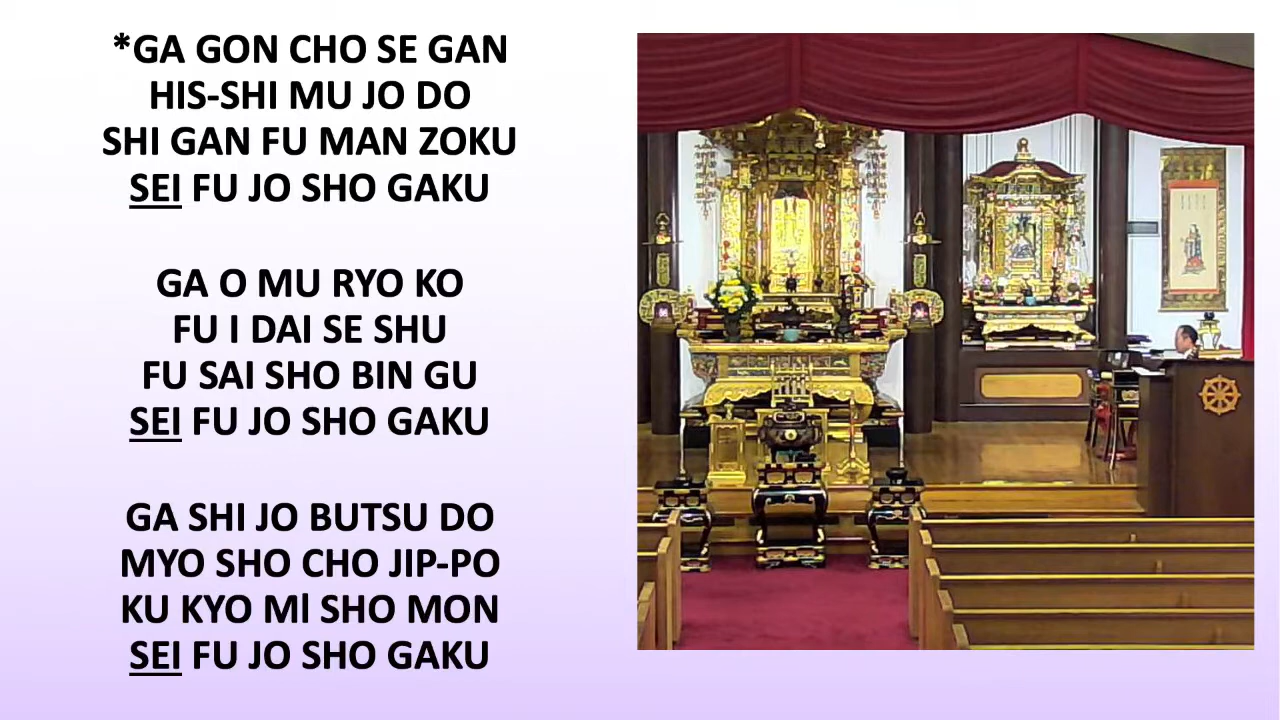 *GA GON CHO SE GAN
HIS-SHI MU JO DO
SHI GAN FU MAN ZOKU
SEI FU JO SHO GAKU
GA O MU RYO KO
FU I DAI SE SHU
FU SAI SHO BIN GU
SEI FU JO SHO GAKU
GA SHI JO BUTSU DO
MYO SHO CHO JIP-PO
KU KYO Ml SHO MON
SEI FU JO SHO GAKU